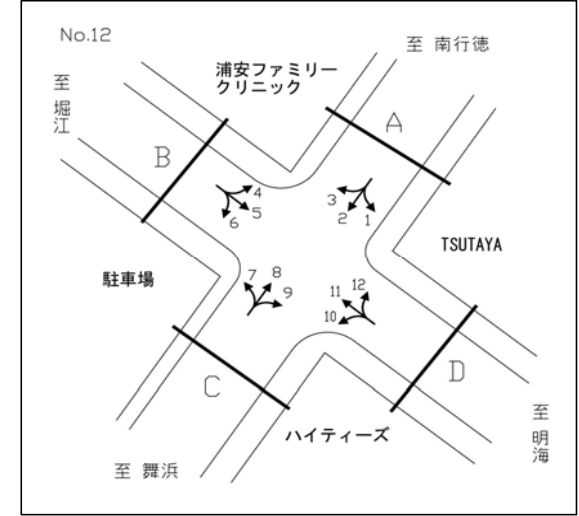 No.12
至 南行徳
浦安ファミリー
クリニック
至 堀江
A
B
4
5
6
3
2
1
TSUTAYA
駐車場
7
8
9
11
12
10
C
D
ハイティーズ
至 明海
至 舞浜